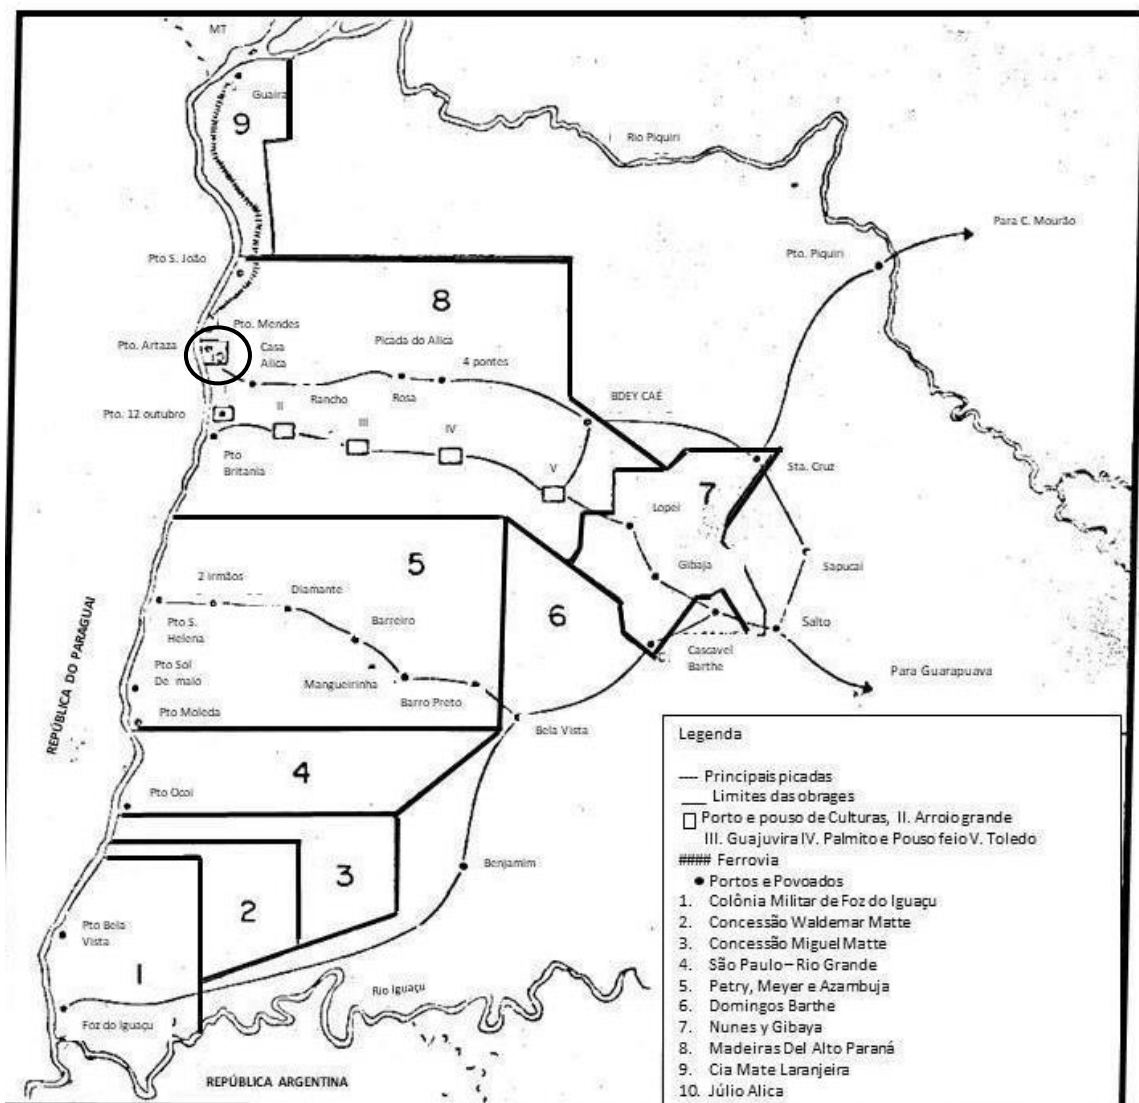 MT
Guaira
9
Rio Piquiri
Para C. Mourão
Pto. Piquiri
Pto S. João
8
Pto. Mendes
Pto. Artaza
Casa
Alica
Picada do Alica
4 pontes
Rancho
Rosa
BDEY CAÉ
Pto. 12 outubro
II
III
IV
V
Pto
Britania
Sta. Cruz
7
Lopei
Gibaja
Sapucai
Salto
5
6
2 irmãos
Diamante
Barreiro
Pto S.
Helena
Pto Sol
De maio
Mangueirinha
Barro Preto
Pto Moleda
Cascavel
Barthe
Para Guarapuava
REPÚBLICA DO PARAGUAI
Bela Vista
4
Pto Ocoi
Benjamim
3
2
Pto Bela
Vista
1
Rio Iguaçu
Foz do Iguaçu
REPÚBLICA ARGENTINA
Legenda
---- Principais picadas
___ Limites das obrages
Porto e pouso de Culturas, II. Arroio grande
III. Guajuvira IV. Palmito e Pouso feio V. Toledo
#### Ferrovia
● Portos e Povoados
1. Colônia Militar de Foz do Iguaçu
2. Concessão Waldemar Matte
3. Concessão Miguel Matte
4. São Paulo – Rio Grande
5. Petry, Meyer e Azambuja
6. Domingos Barthe
7. Nunes y Gibaya
8. Madeiras Del Alto Paraná
9. Cia Mate Laranjeira
10. Júlio Alica